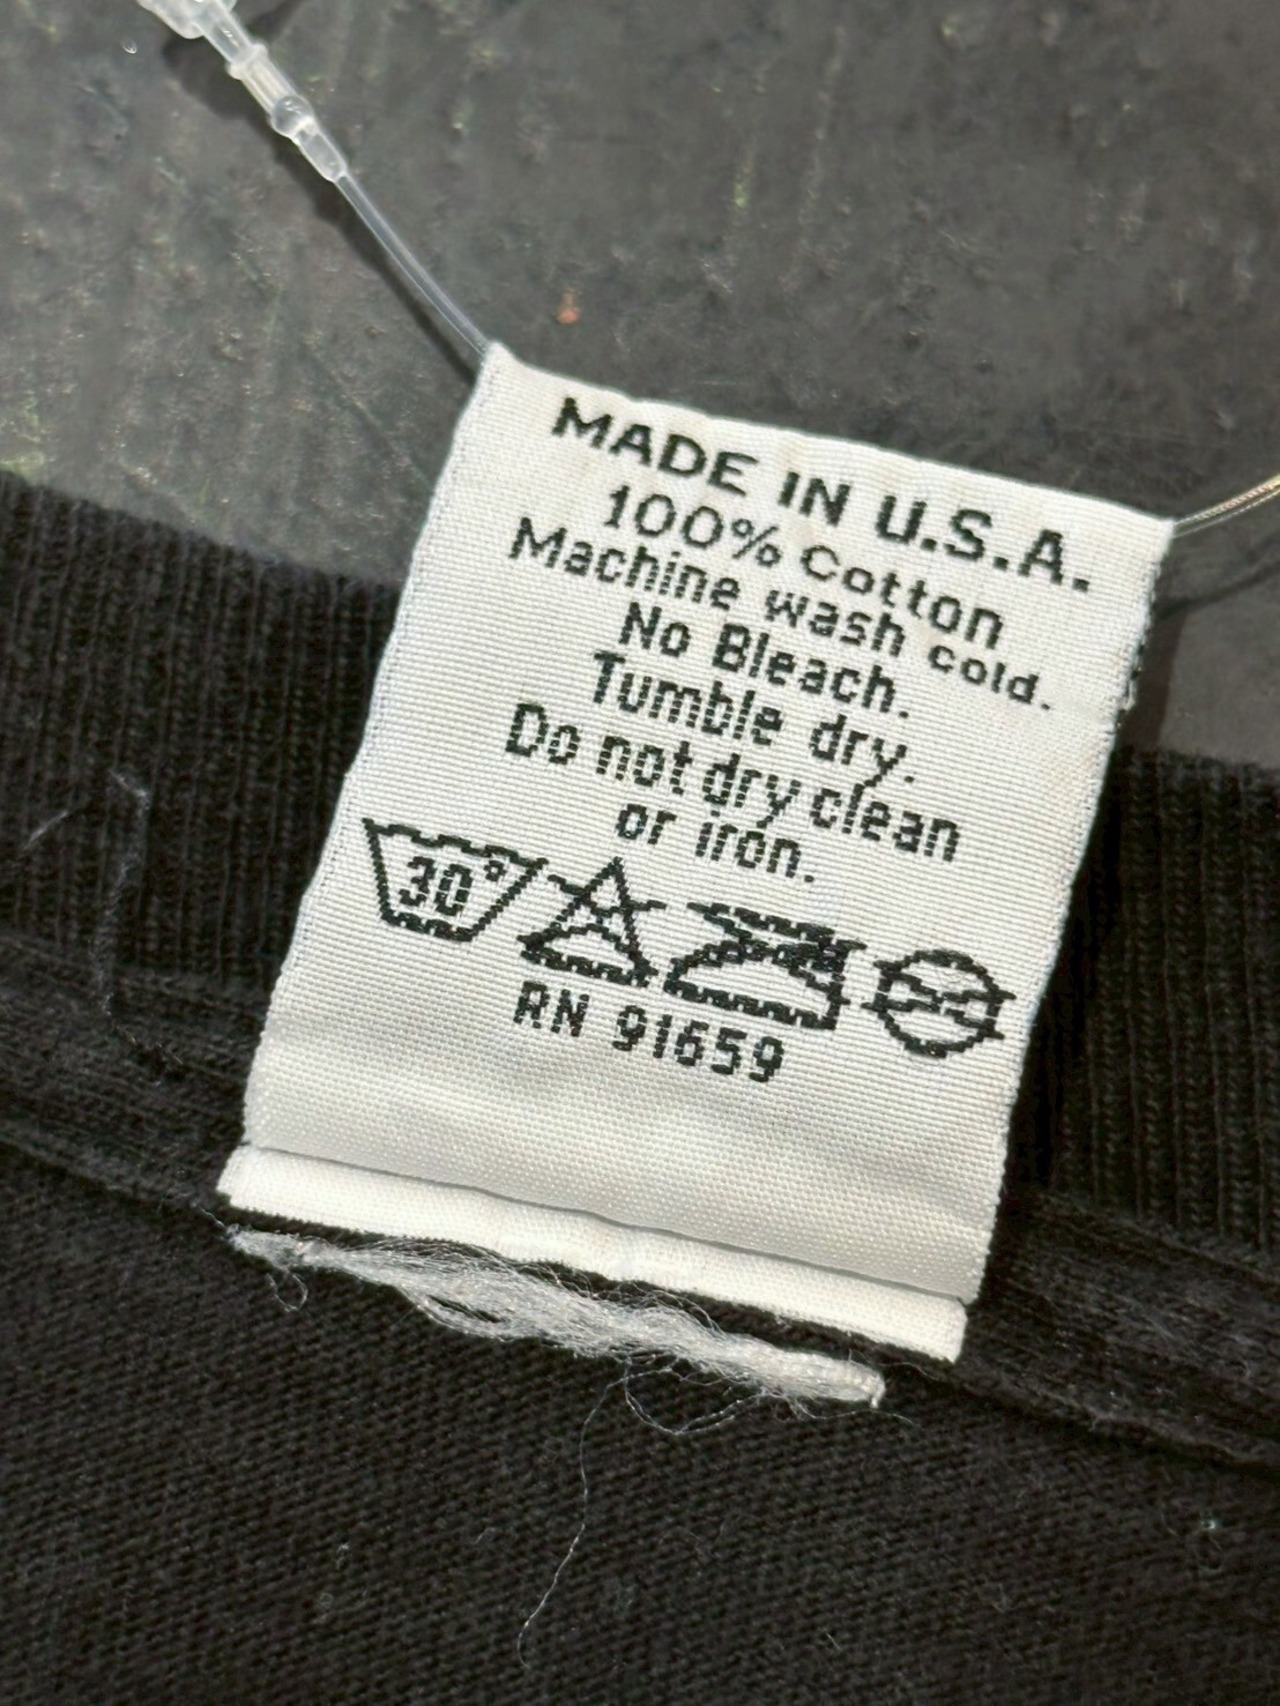 MADE IN U.S.A.
100% Cotton
Machine wash cold.
No Bleach.
Tumble dry.
Do not dry clean
or iron.
30°
RN 91659